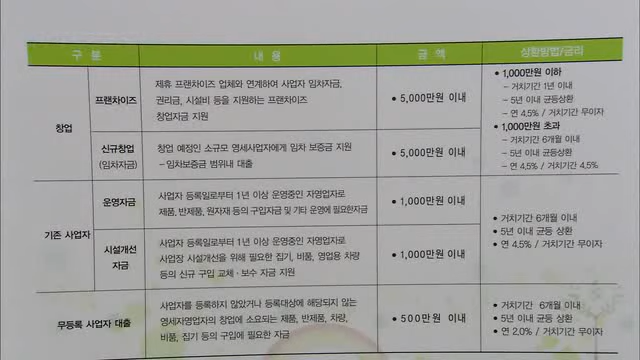 구 분 내 용 금 액 상환방법/금리
창업
프랜차이즈
제휴 프랜차이즈 업체와 연계하여 사업자 임차자금,
권리금, 시설비 등을 지원하는 프랜차이즈
창업자금 지원
• 5,000만원 이내
신규창업
(임차자금)
창업 예정인 소규모 영세사업자에게 임차 보증금 지원
– 임차보증금 범위내 대출
• 5,000만원 이내
• 1,000만원 이하
– 거치기간 1년 이내
– 5년 이내 균등상환
– 연 4.5% / 거치기간 무이자
• 1,000만원 초과
– 거치기간 6개월 이내
– 5년 이내 균등상환
– 연 4.5% / 거치기간 4.5%
기존 사업자
운영자금
사업자 등록일로부터 1년 이상 운영중인 자영업자로
제품, 반제품, 원자재 등의 구입자금 및 기타 운영에 필요한자금
• 1,000만원 이내
시설개선
자금
사업자 등록일로부터 1년 이상 운영중인 자영업자로
사업장 시설개선을 위해 필요한 집기, 비품, 영업용 차량
등의 신규 구입 교체 · 보수 자금 지원
• 1,000만원 이내
• 거치기간 6개월 이내
• 5년 이내 균등 상환
• 연 4.5% / 거치기간 무이자
무등록 사업자 대출
사업자를 등록하지 않았거나 등록대상에 해당되지 않는
영세자영업자의 창업에 소요되는 제품, 반제품, 차량,
비품, 집기 등의 구입에 필요한 자금
• 500만원 이내
• 거치기간 6개월 이내
• 5년 이내 균등 상환
• 연 2.0% / 거치기간 무이자